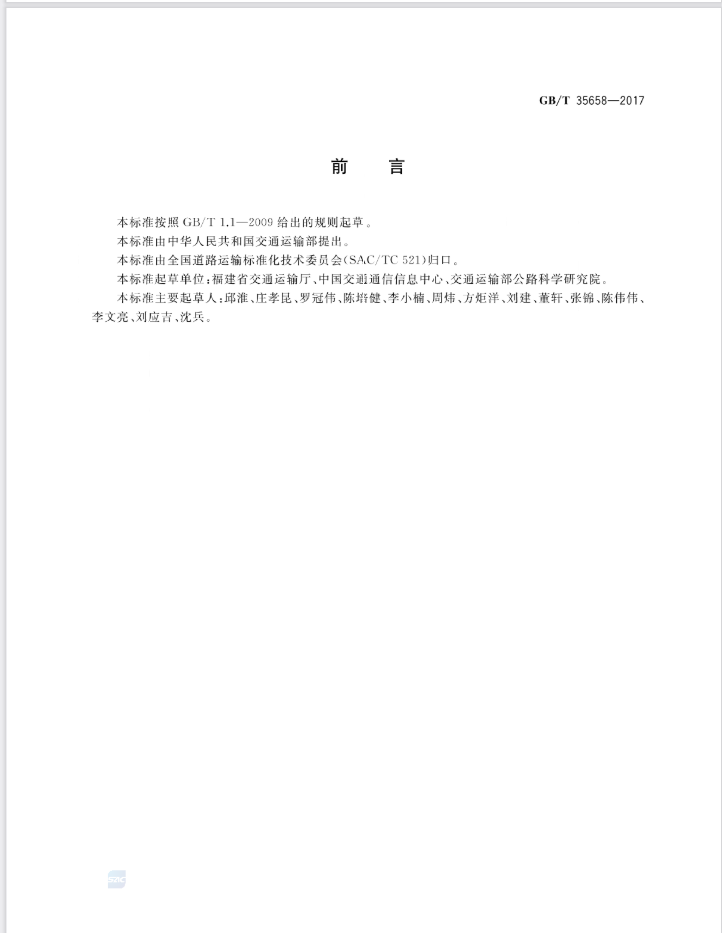 GB/T 35658—2017
前 言
本标准按照 GB/T 1.1—2009 给出的规则起草。
本标准由中华人民共和国交通运输部提出。
本标准由全国道路运输标准化技术委员会(SAC/TC 521)归口。
本标准起草单位:福建省交通运输厅、中国交通通信信息中心、交通运输部公路科学研究院。
本标准主要起草人:邱淮、庄孝昆、罗冠伟、陈培健、李小楠、周炜、方炬洋、刘建、董轩、张锦、陈伟伟、
李文亮、刘应吉、沈兵。
SAC